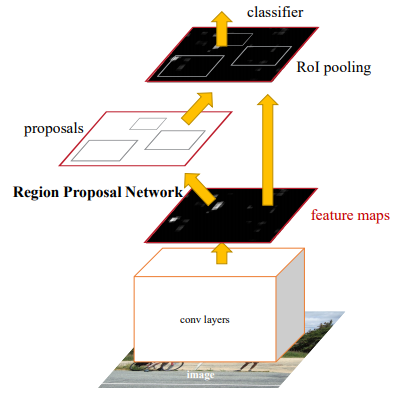 classifier
RoI pooling
proposals
Region Proposal Network
feature maps
conv layers
image